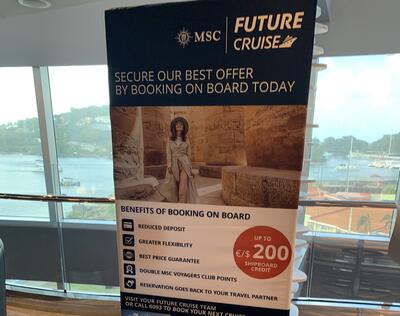 MSC
FUTURE
CRUISE
SECURE OUR BEST OFFER
BY BOOKING ON BOARD TODAY
BENEFITS OF BOOKING ON BOARD
REDUCED DEPOSIT
GREATER FLEXIBILITY
BEST PRICE GUARANTEE
DOUBLE MSC VOYAGERS CLUB POINTS
RESERVATION GOES BACK TO YOUR TRAVEL PARTNER
UP TO
€/$ 200
SHIPBOARD
CREDIT
VISIT YOUR FUTURE CRUISE TEAM
OR CALL 6093 TO BOOK YOUR NEXT CRUISE